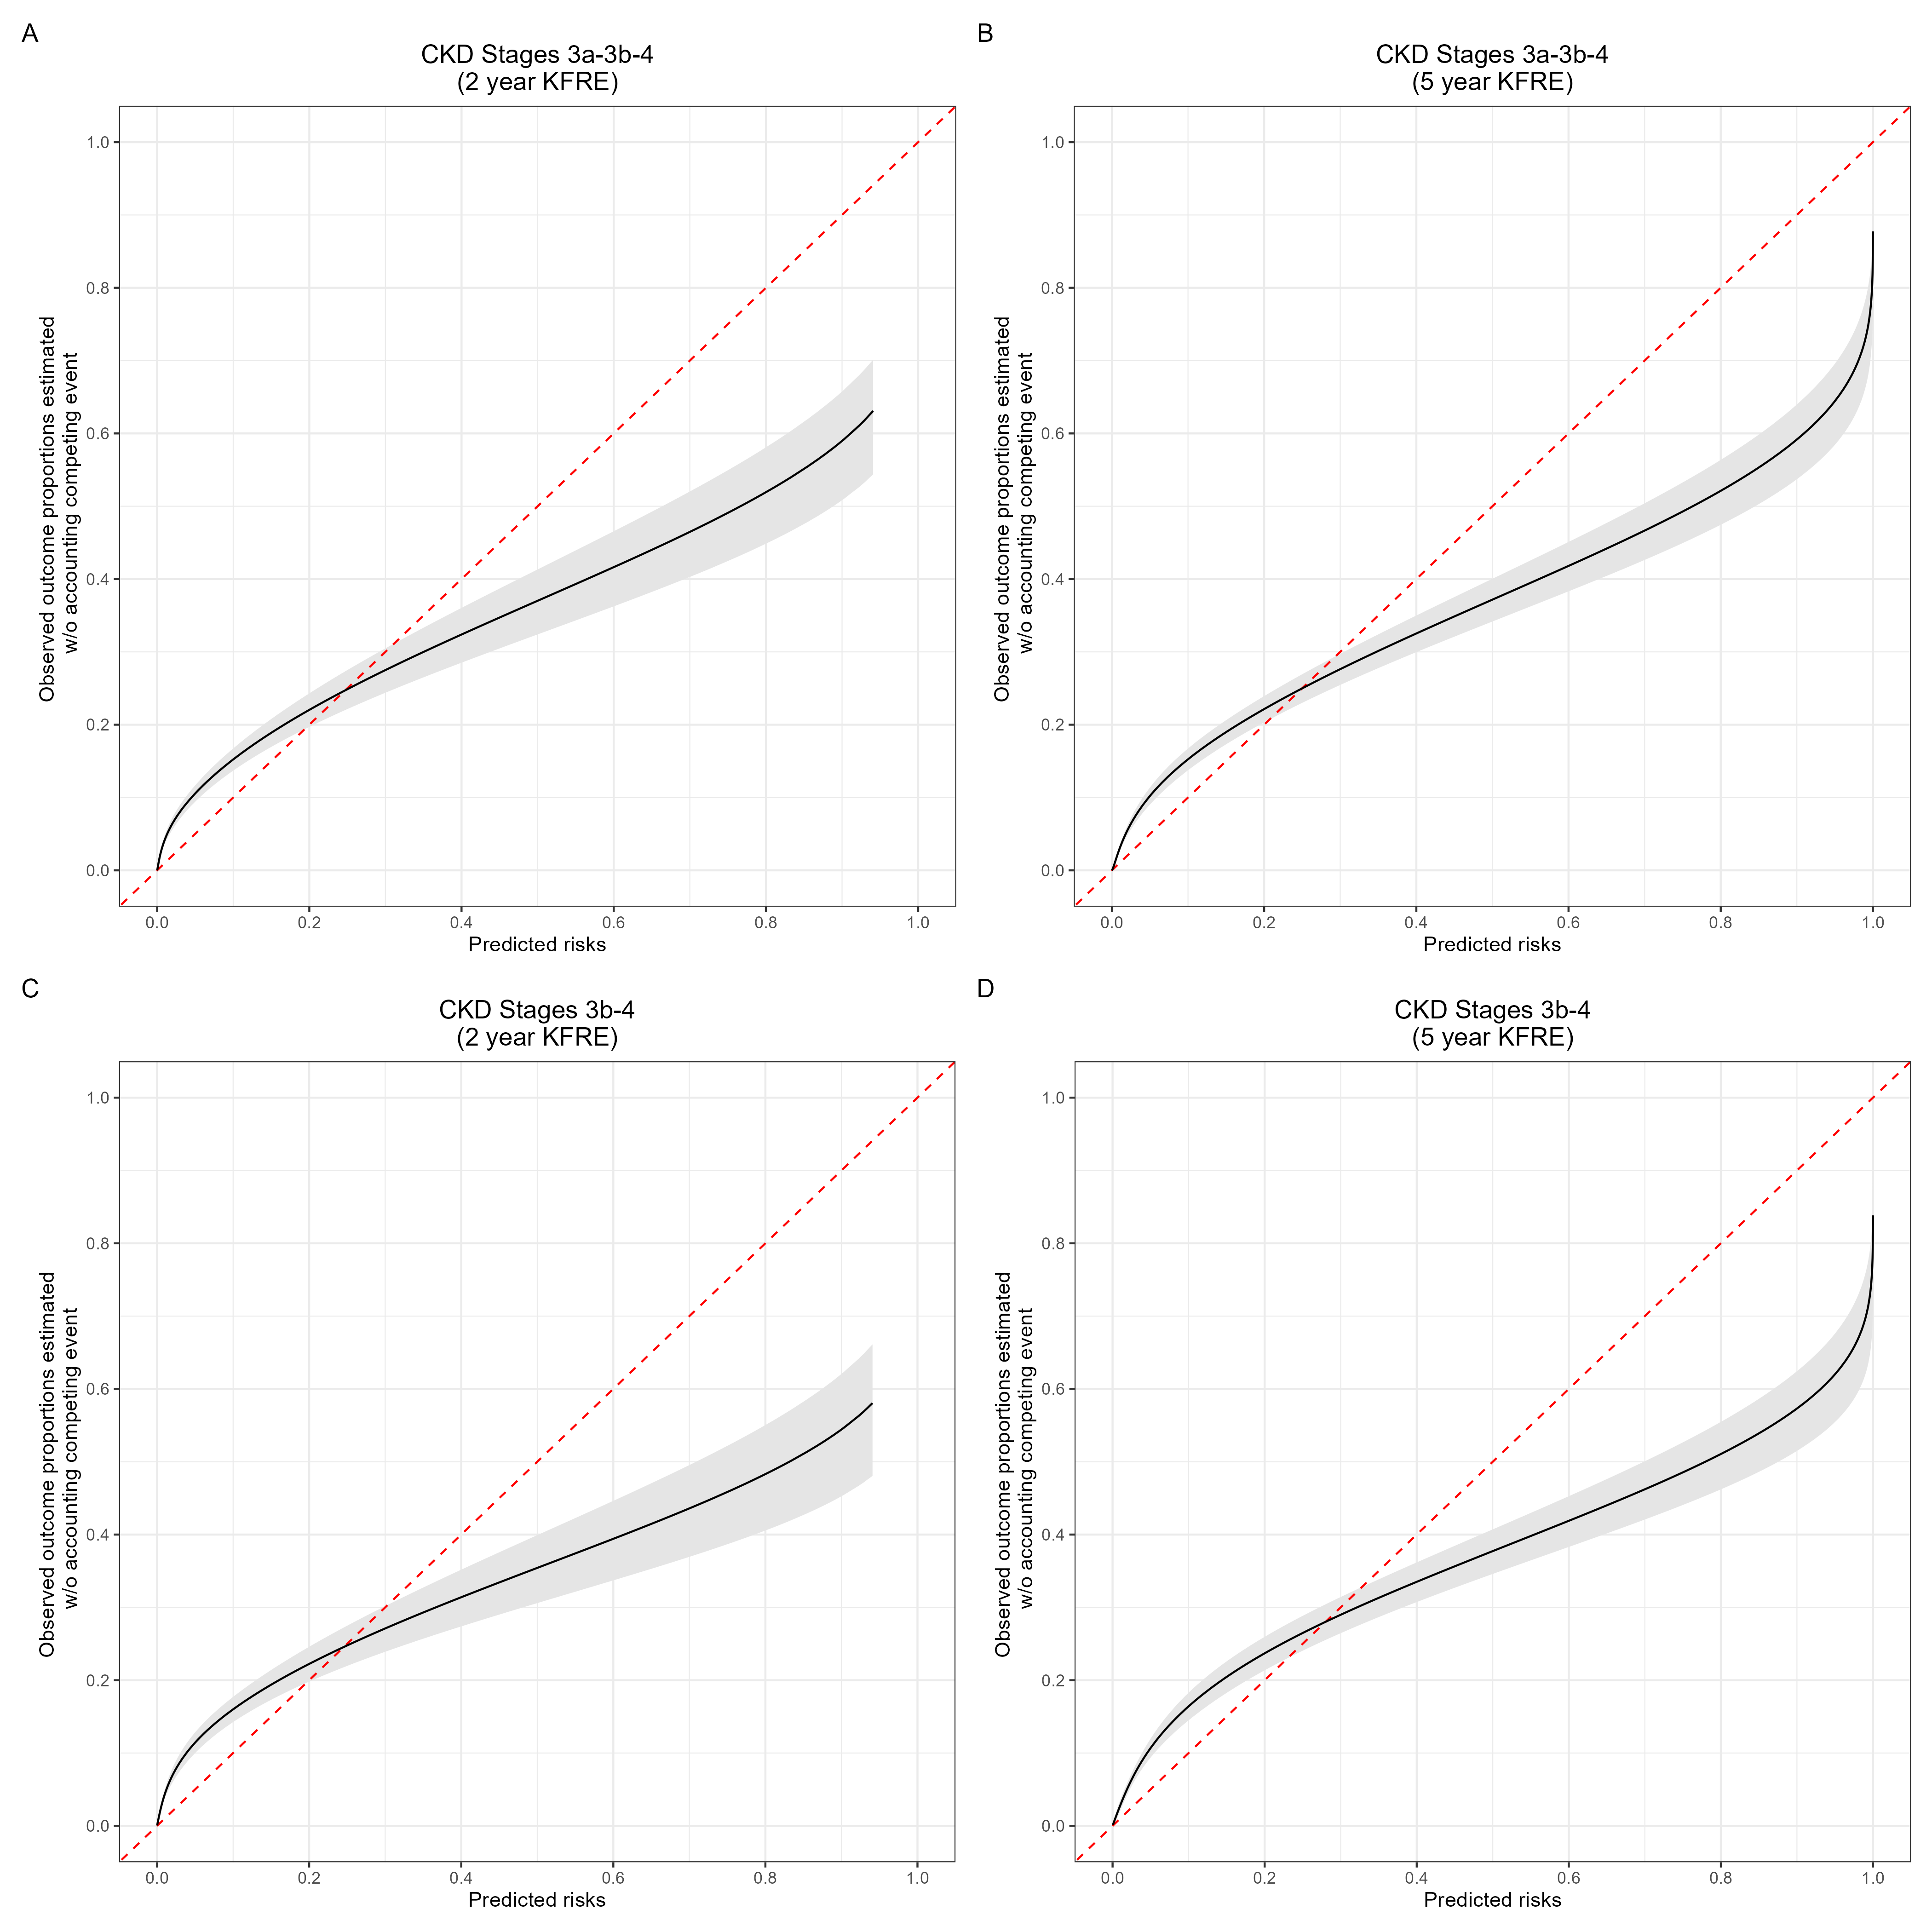 A
CKD Stages 3a-3b-4
(2 year KFRE)
Observed outcome proportions estimated
w/o accounting competing event
1.0
0.8
0.6
0.4
0.2
0.0
0.0 0.2 0.4 0.6 0.8 1.0
Predicted risks
B
CKD Stages 3a-3b-4
(5 year KFRE)
Observed outcome proportions estimated
w/o accounting competing event
1.0
0.8
0.6
0.4
0.2
0.0
0.0 0.2 0.4 0.6 0.8 1.0
Predicted risks
C
CKD Stages 3b-4
(2 year KFRE)
Observed outcome proportions estimated
w/o accounting competing event
1.0
0.8
0.6
0.4
0.2
0.0
0.0 0.2 0.4 0.6 0.8 1.0
Predicted risks
D
CKD Stages 3b-4
(5 year KFRE)
Observed outcome proportions estimated
w/o accounting competing event
1.0
0.8
0.6
0.4
0.2
0.0
0.0 0.2 0.4 0.6 0.8 1.0
Predicted risks